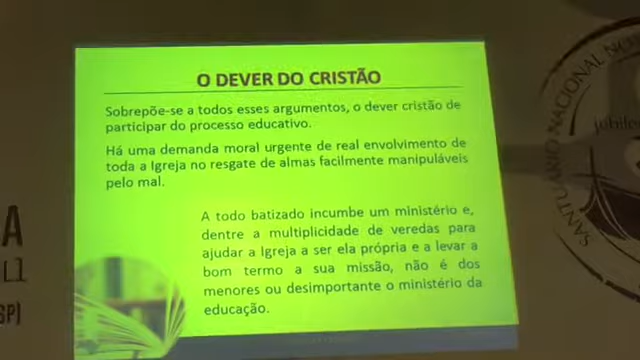 O DEVER DO CRISTÃO
Sobrepõe-se a todos esses argumentos, o dever cristão de
participar do processo educativo.
Há uma demanda moral urgente de real envolvimento de
toda a Igreja no resgate de almas facilmente manipuláveis
pelo mal.
A todo batizado incumbe um ministério e,
dentre a multiplicidade de veredas para
ajudar a Igreja a ser ela própria e a levar a
bom termo a sua missão, não é dos
menores ou desimportante o ministério da
educação.
A
SP)
SANTUÁRIO NACIONAL
jubile